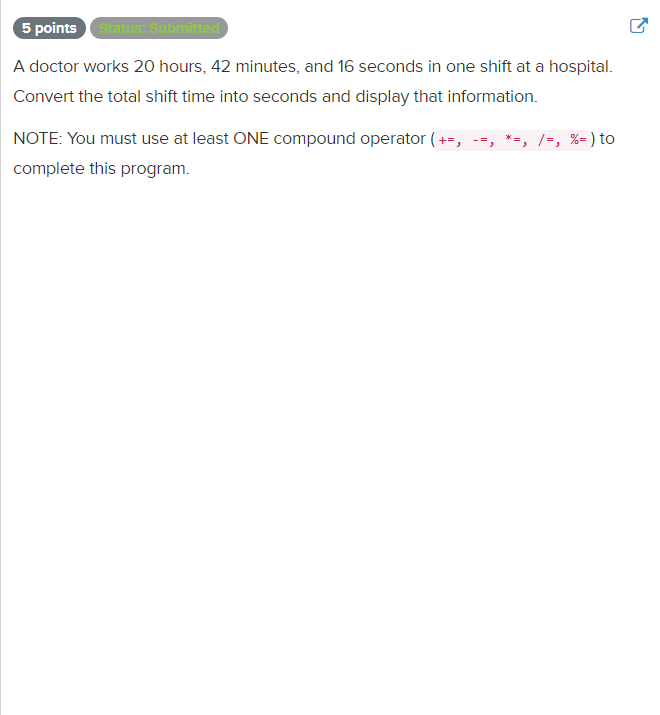 5 points Status: Submitted
A doctor works 20 hours, 42 minutes, and 16 seconds in one shift at a hospital.
Convert the total shift time into seconds and display that information.
NOTE: You must use at least ONE compound operator ( +=, -=, *=, /=, %= ) to
complete this program.